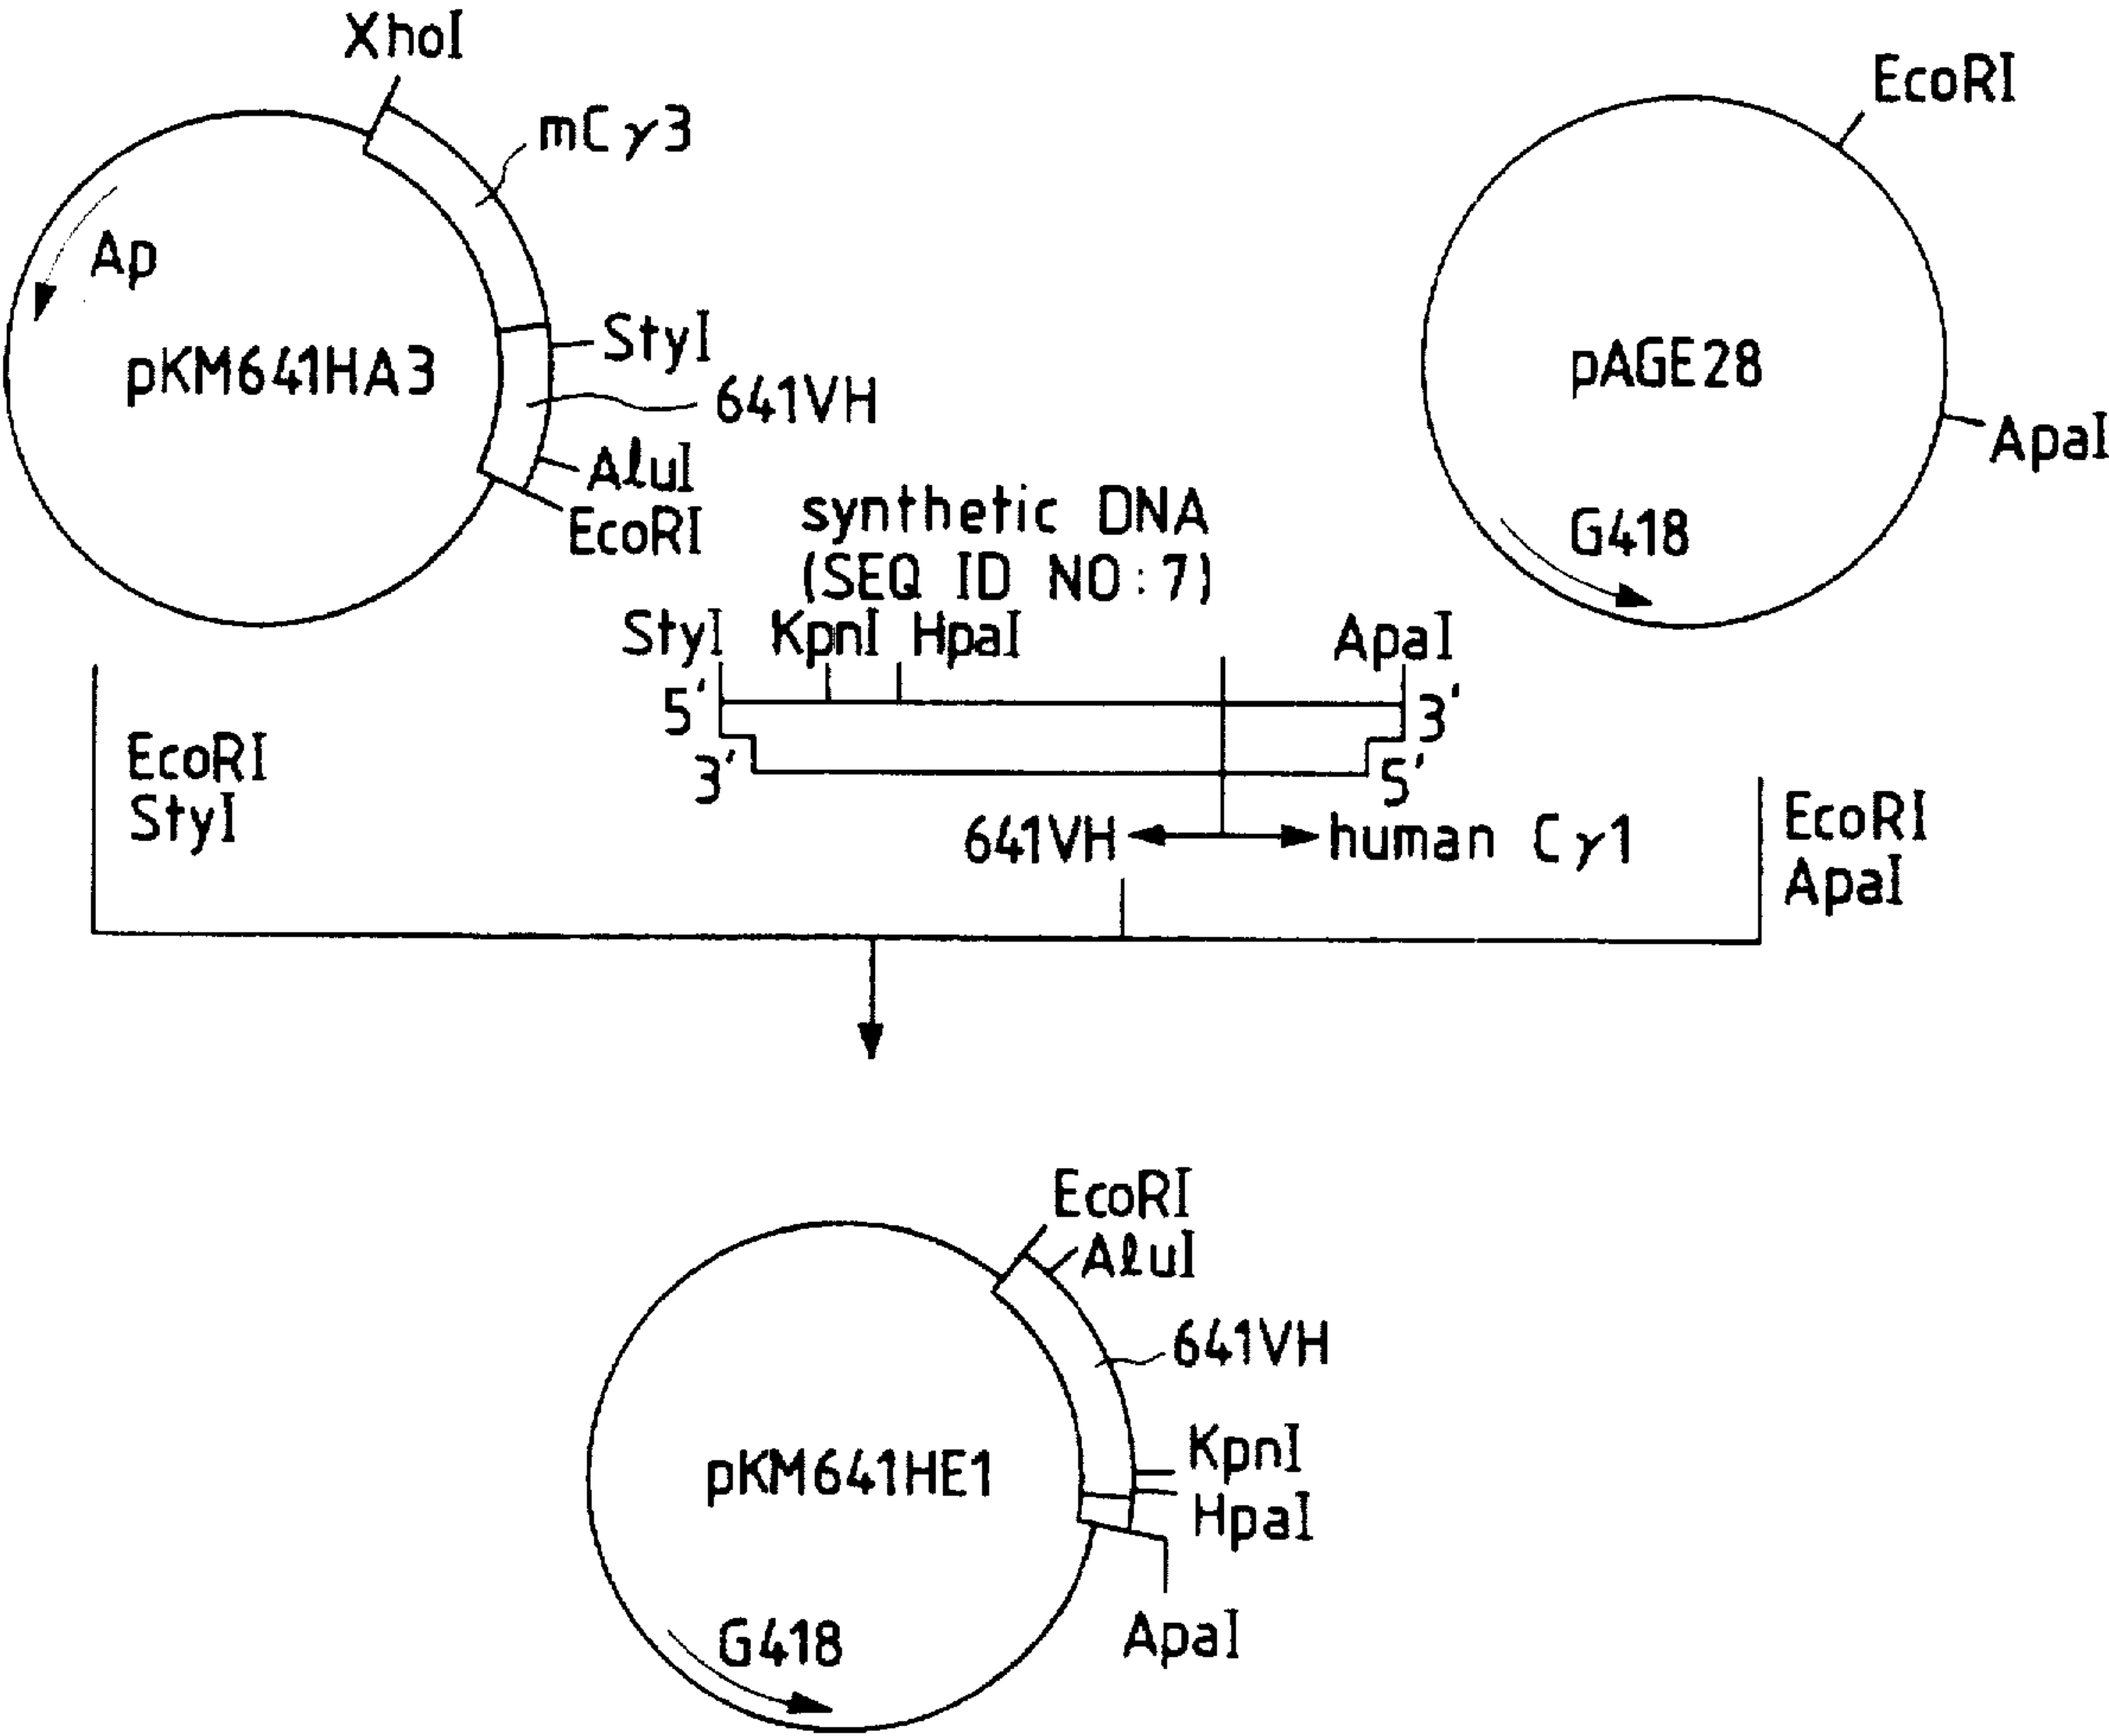 XhoI
mCγ3
Ap
pKM641HA3
StyI
641VH
AluI
EcoRI
EcoRI
pAGE28
ApaI
G418
synthetic DNA
(SEQ ID NO: 7)
StyI KpnI HpaI ApaI
5' 3'
3' 5'
641VH human Cγ1
EcoRI
StyI
EcoRI
ApaI
EcoRI
AluI
641VH
pKM641HE1
KpnI
HpaI
G418
ApaI